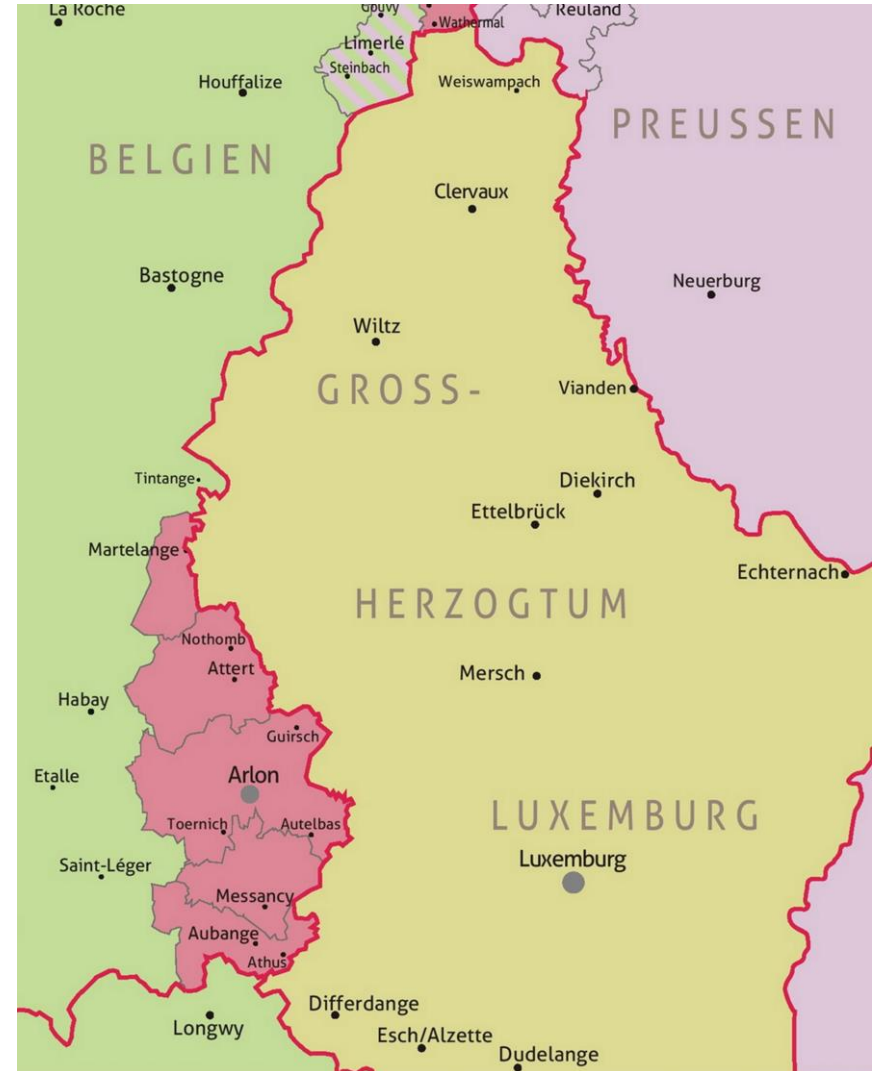 La Roche
Gouvy
Reuland
Wathermal
Limerlé
Steinbach
Houffalize
Weiswampach
PREUSSEN
BELGIEN
Clervaux
Bastogne
Neuerburg
Wiltz
GROSS-
Vianden
Tintange
Diekirch
Ettelbrück
Martelange
Echternach
HERZOGTUM
Nothomb
Attert
Mersch
Habay
Guirsch
Arlon
Etalle
LUXEMBURG
Toernich
Autelbas
Saint-Léger
Luxemburg
Messancy
Aubange
Athus
Differdange
Longwy
Esch/Alzette
Dudelange